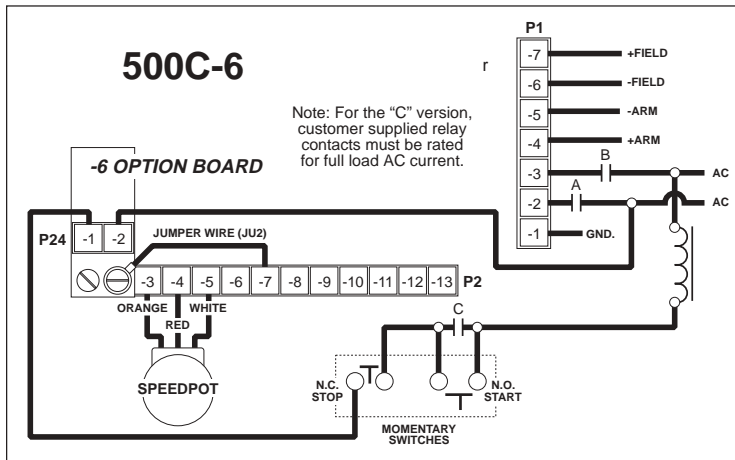 500C-6
Note: For the “C” version,
customer supplied relay
contacts must be rated
for full load AC current.
r
P1
-7 +FIELD
-6 -FIELD
-5 -ARM
-4 +ARM
-3 B AC
-2 A AC
-1 GND.
-6 OPTION BOARD
P24 -1 -2
JUMPER WIRE (JU2)
-3 -4 -5 -6 -7 -8 -9 -10 -11 -12 -13 P2
ORANGE WHITE
RED
SPEEDPOT
C
N.C.
STOP
N.O.
START
MOMENTARY
SWITCHES